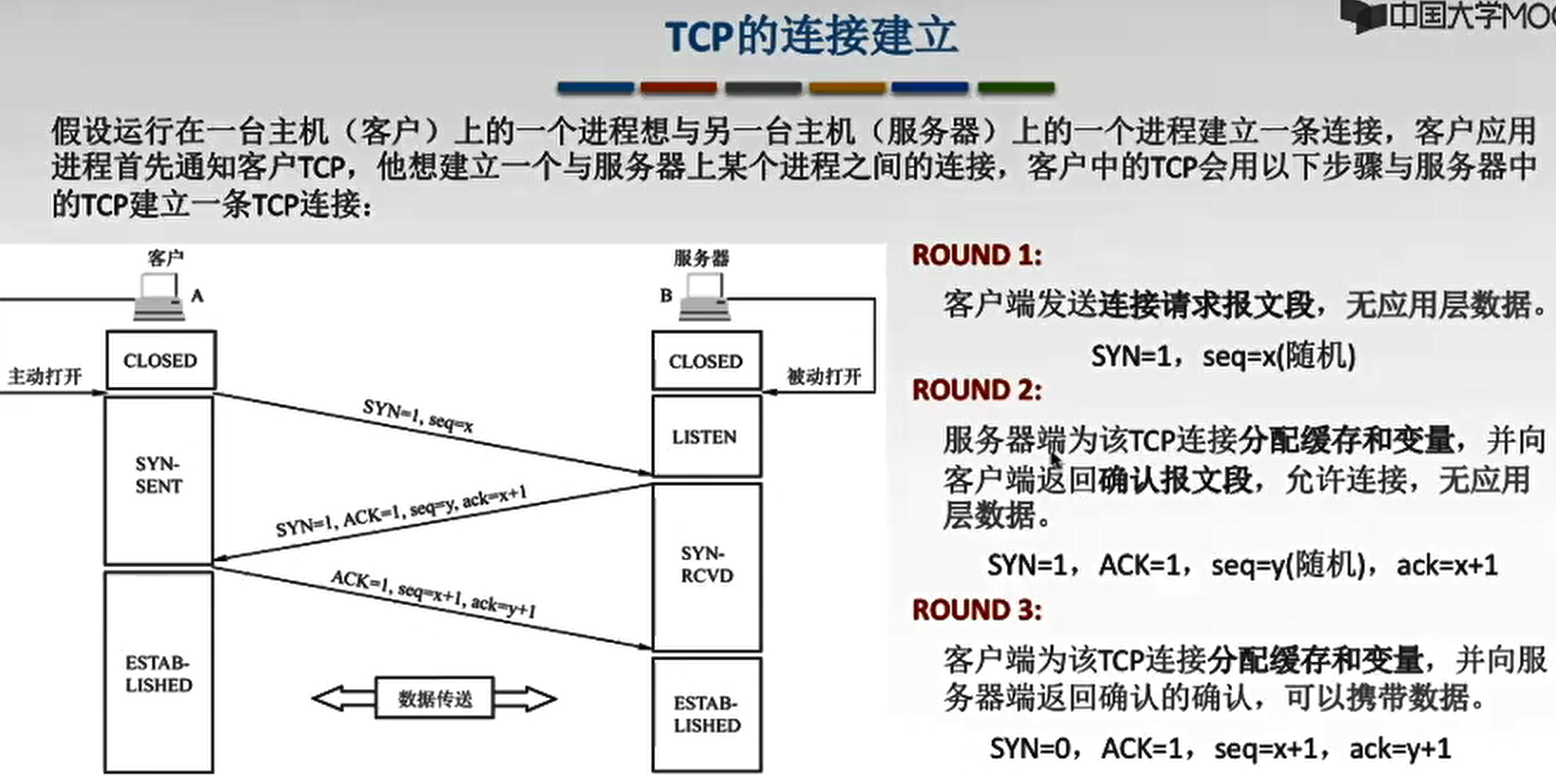 TCP的连接建立
中国大学MOO
假设运行在一台主机（客户）上的一个进程想与另一台主机（服务器）上的一个进程建立一条连接，客户应用
进程首先通知客户TCP，他想建立一个与服务器上某个进程之间的连接，客户中的TCP会用以下步骤与服务器中
的TCP建立一条TCP连接：
客户
A
服务器
B
CLOSED
CLOSED
主动打开
被动打开
SYN=1, seq=x
LISTEN
SYN-
SENT
SYN=1, ACK=1, seq=y, ack=x+1
SYN-
RCVD
ACK=1, seq=x+1, ack=y+1
ESTAB-
LISHED
数据传送
ESTAB-
LISHED
ROUND 1:
客户端发送连接请求报文段，无应用层数据。
SYN=1，seq=x(随机)
ROUND 2:
服务器端为该TCP连接分配缓存和变量，并向
客户端返回确认报文段，允许连接，无应用
层数据。
SYN=1，ACK=1，seq=y(随机)，ack=x+1
ROUND 3:
客户端为该TCP连接分配缓存和变量，并向服
务器端返回确认的确认，可以携带数据。
SYN=0，ACK=1，seq=x+1，ack=y+1